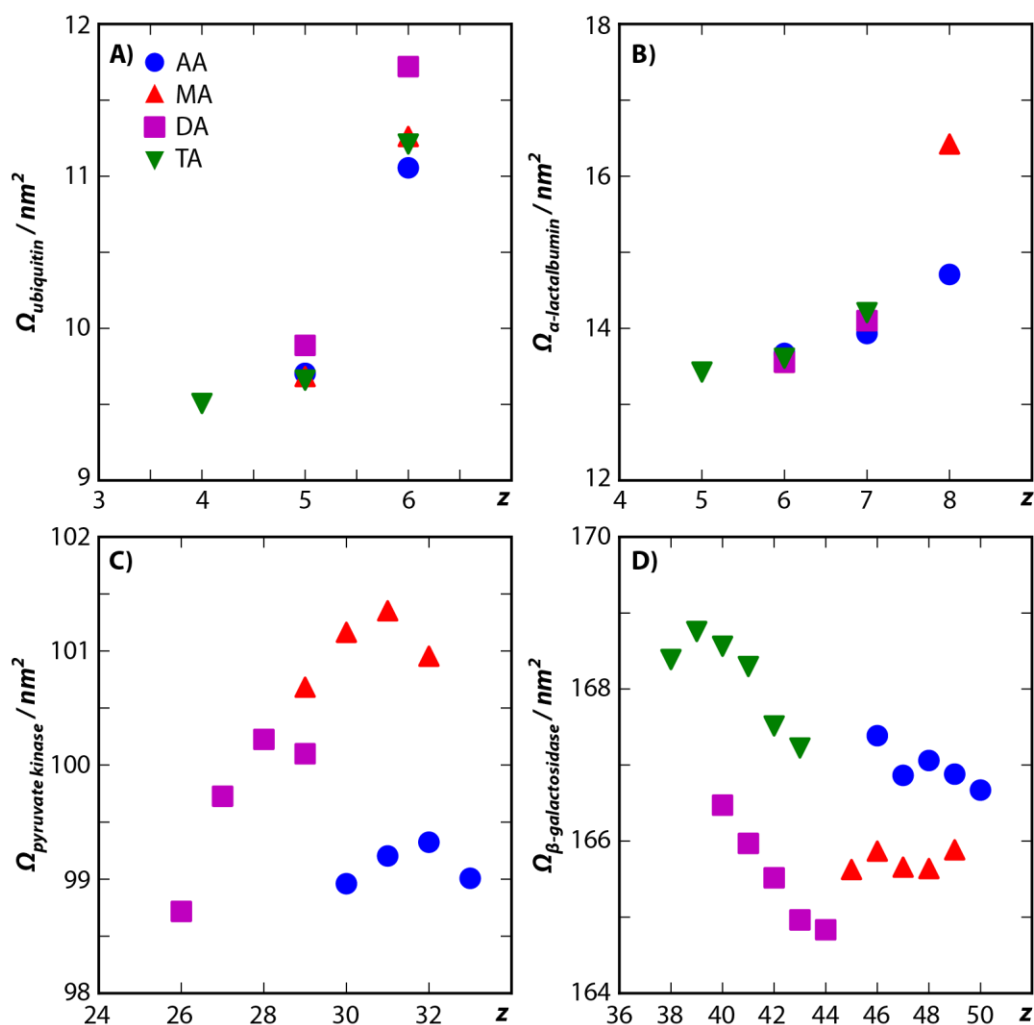 12
A)
AA
MA
DA
TA
11
10
9
Ωubiquitin / nm²
3
4
5
6
z
18
B)
16
14
12
Ωα-lactalbumin / nm²
4
5
6
7
8
z
102
C)
101
100
99
98
Ωpyruvate kinase / nm²
24
26
28
30
32
z
170
D)
168
166
164
Ωβ-galactosidase / nm²
36
38
40
42
44
46
48
50
z